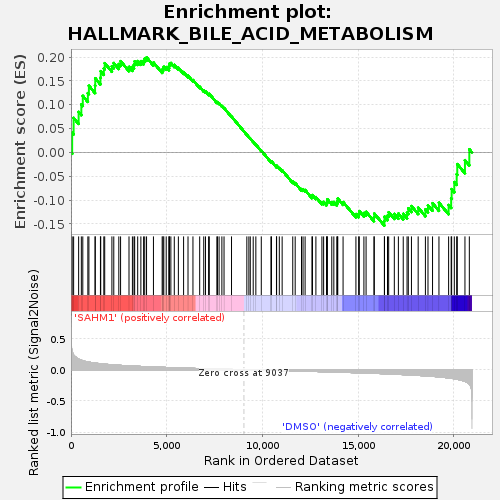 Enrichment plot:
HALLMARK_BILE_ACID_METABOLISM
Enrichment score (ES)
0.20
0.15
0.10
0.05
0.00
-0.05
-0.10
-0.15
'SAHM1' (positively correlated)
Ranked list metric (Signal2Noise)
0.5
0.0
-0.5
-1.0
Zero cross at 9037
'DMSO' (negatively correlated)
0
5,000
10,000
15,000
20,000
Rank in Ordered Dataset
Enrichment profile
Hits
Ranking metric scores